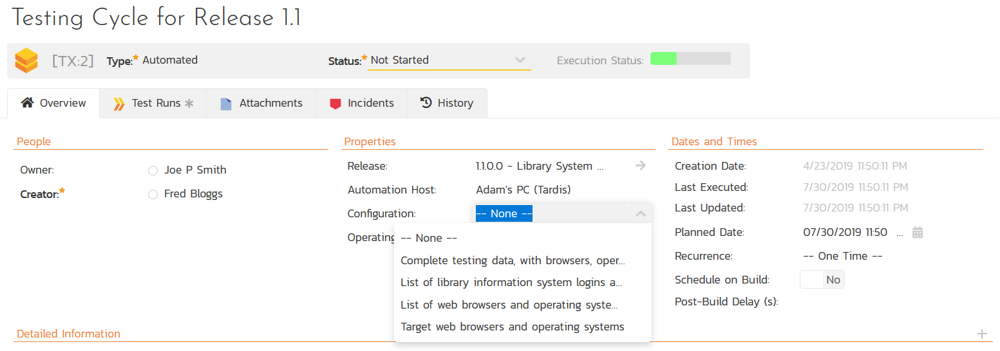 Testing Cycle for Release 1.1
[TX:2] Type: Automated Status: Not Started Execution Status:
Overview Test Runs Attachments Incidents History
People
Owner: Joe P Smith
Creator: Fred Bloggs
Properties
Release: 1.1.0.0 - Library System ...
Automation Host: Adam's PC (Tardis)
Configuration: -- None --
Operating
-- None --
Complete testing data, with browsers, oper...
List of library information system logins a...
List of web browsers and operating syste...
Target web browsers and operating systems
Dates and Times
Creation Date: 4/23/2019 11:50:11 PM
Last Executed: 7/30/2019 11:50:11 PM
Last Updated: 7/30/2019 11:50:11 PM
Planned Date: 07/30/2019 11:50 ...
Recurrence: -- One Time --
Schedule on Build: No
Post-Build Delay (s):
Detailed Information